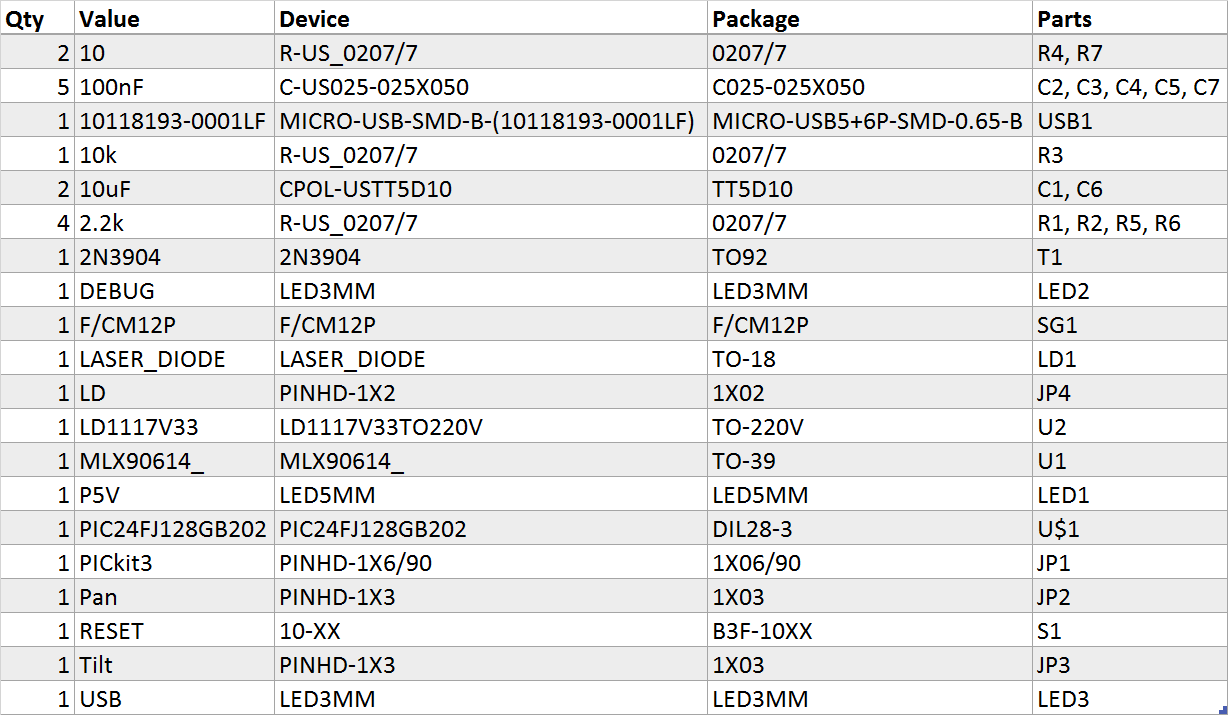 Qty Value Device Package Parts
2 10 R-US_0207/7 0207/7 R4, R7
5 100nF C-US025-025X050 C025-025X050 C2, C3, C4, C5, C7
1 10118193-0001LF MICRO-USB-SMD-B-(10118193-0001LF) MICRO-USB5+6P-SMD-0.65-B USB1
1 10k R-US_0207/7 0207/7 R3
2 10uF CPOL-USTT5D10 TT5D10 C1, C6
4 2.2k R-US_0207/7 0207/7 R1, R2, R5, R6
1 2N3904 2N3904 TO92 T1
1 DEBUG LED3MM LED3MM LED2
1 F/CM12P F/CM12P F/CM12P SG1
1 LASER_DIODE LASER_DIODE TO-18 LD1
1 LD PINHD-1X2 1X02 JP4
1 LD1117V33 LD1117V33TO220V TO-220V U2
1 MLX90614_ MLX90614_ TO-39 U1
1 P5V LED5MM LED5MM LED1
1 PIC24FJ128GB202 PIC24FJ128GB202 DIL28-3 U$1
1 PICkit3 PINHD-1X6/90 1X06/90 JP1
1 Pan PINHD-1X3 1X03 JP2
1 RESET 10-XX B3F-10XX S1
1 Tilt PINHD-1X3 1X03 JP3
1 USB LED3MM LED3MM LED3